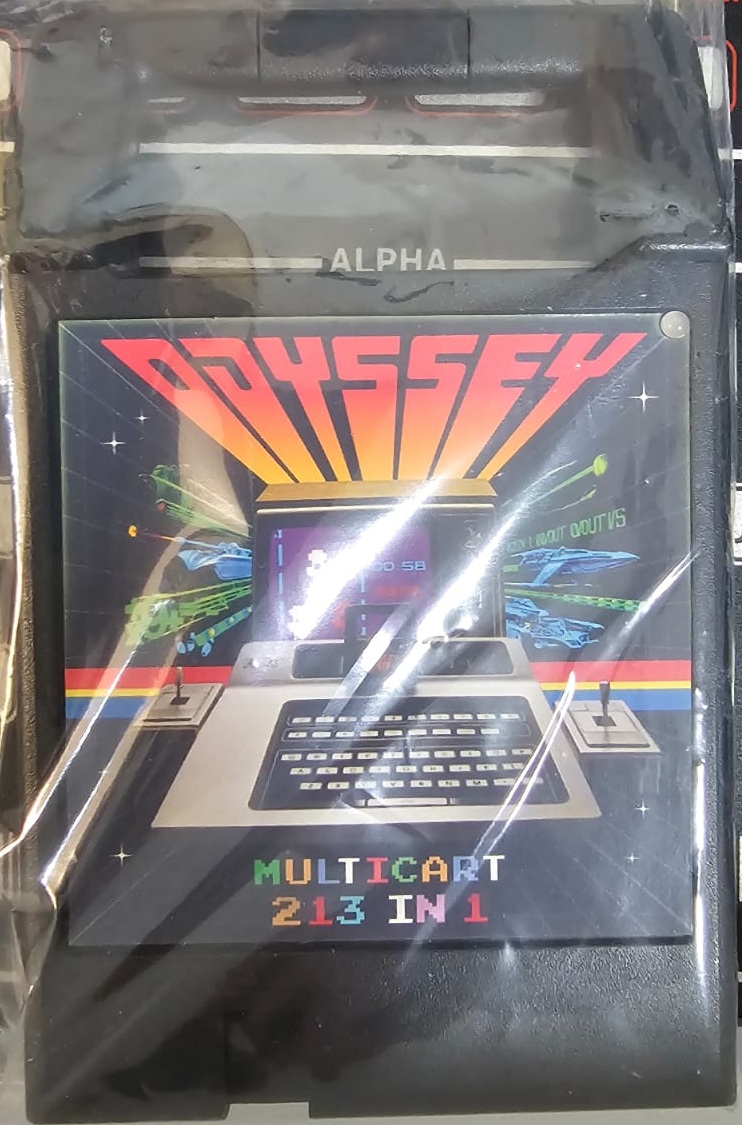 ALPHA
ODYSSEY
MULTICART
213 IN 1